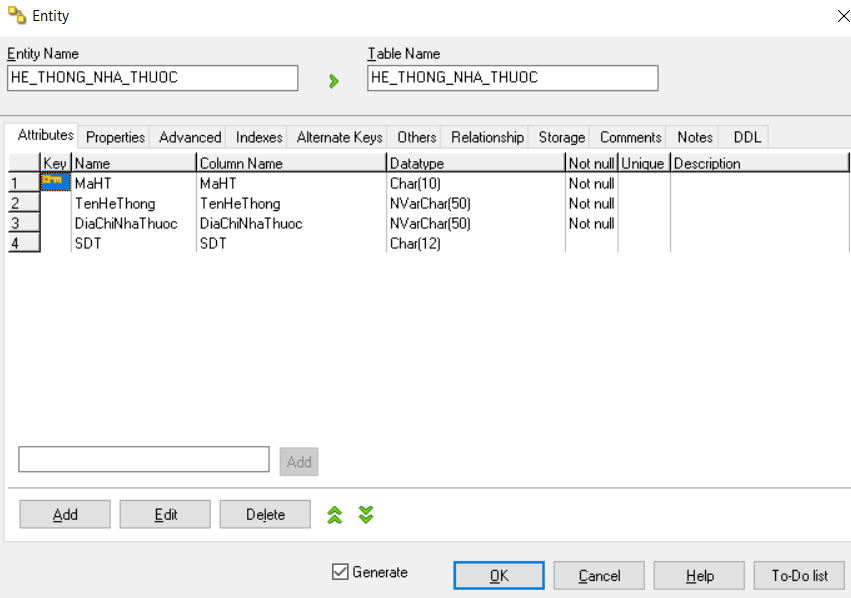 Entity
Entity Name
Table Name
HE_THONG_NHA_THUOC
HE_THONG_NHA_THUOC
Attributes Properties Advanced Indexes Alternate Keys Others Relationship Storage Comments Notes DDL
Key Name Column Name Datatype Not null Unique Description
1 MaHT MaHT Char(10) Not null
2 TenHeThong TenHeThong NVarChar(50) Not null
3 DiaChiNhaThuoc DiaChiNhaThuoc NVarChar(50) Not null
4 SDT SDT Char(12)
Add
Add Edit Delete
Generate
OK Cancel Help To-Do list